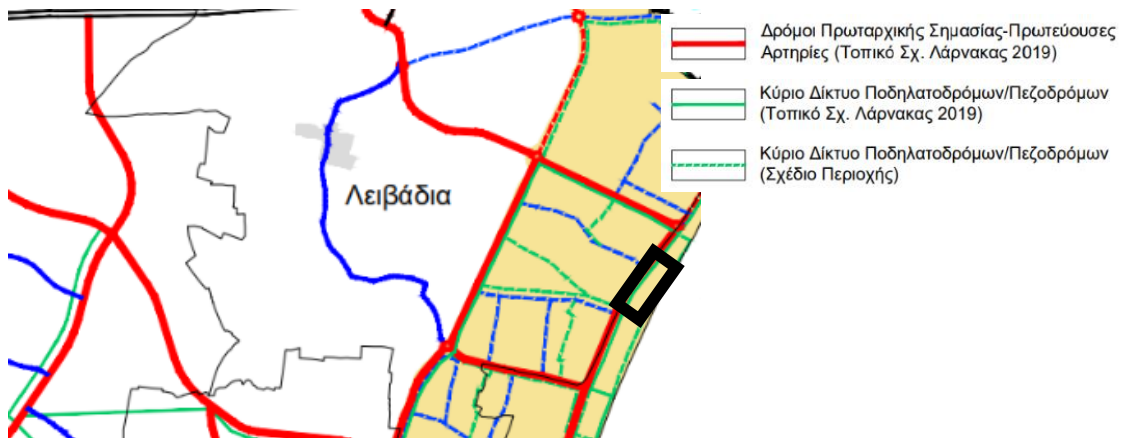 Δρόμοι Πρωταρχικής Σημασίας-Πρωτεύουσες
Αρτηρίες (Τοπικό Σχ. Λάρνακας 2019)
Κύριο Δίκτυο Ποδηλατοδρόμων/Πεζοδρόμων
(Τοπικό Σχ. Λάρνακας 2019)
Κύριο Δίκτυο Ποδηλατοδρόμων/Πεζοδρόμων
(Σχέδιο Περιοχής)
Λειβάδια